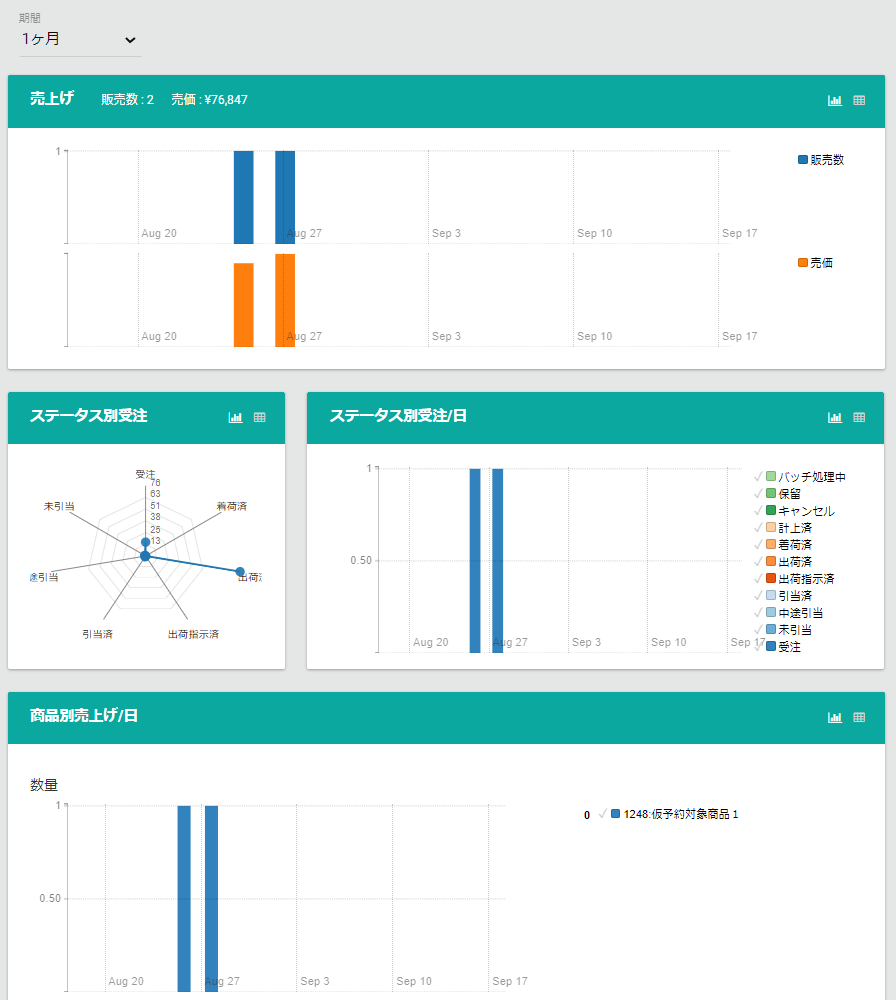 期間
1ヶ月
売上げ 販売数 : 2 売価 : ¥76,847
1
販売数
Aug 20 Aug 27 Sep 3 Sep 10 Sep 17
売価
Aug 20 Aug 27 Sep 3 Sep 10 Sep 17
ステータス別受注
受注
76
63
51
38
25
13
未引当
着荷済
途引当
出荷済
引当済
出荷指示済
ステータス別受注/日
1
0.50
Aug 20 Aug 27 Sep 3 Sep 10 Sep 17
バッチ処理中
保留
キャンセル
計上済
着荷済
出荷済
出荷指示済
引当済
中途引当
未引当
受注
商品別売上げ/日
数量
1
0.50
Aug 20 Aug 27 Sep 3 Sep 10 Sep 17
0 1248:仮予約対象商品 1